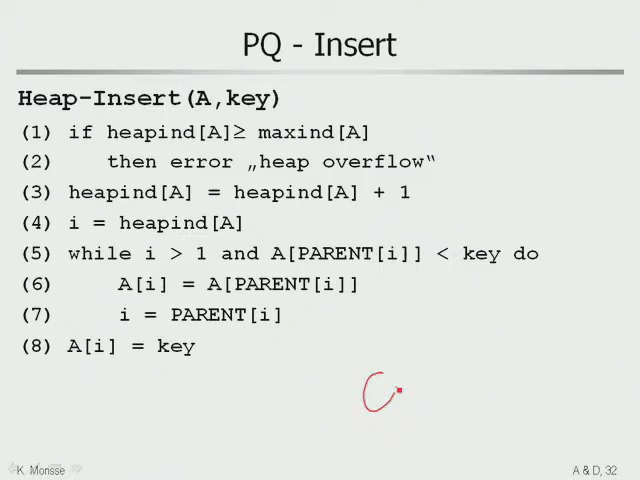 PQ - Insert
Heap-Insert(A,key)
(1) if heapind[A]≥ maxind[A]
(2) then error „heap overflow“
(3) heapind[A] = heapind[A] + 1
(4) i = heapind[A]
(5) while i > 1 and A[PARENT[i]] < key do
(6) A[i] = A[PARENT[i]]
(7) i = PARENT[i]
(8) A[i] = key
K. Morisse
A & D, 32